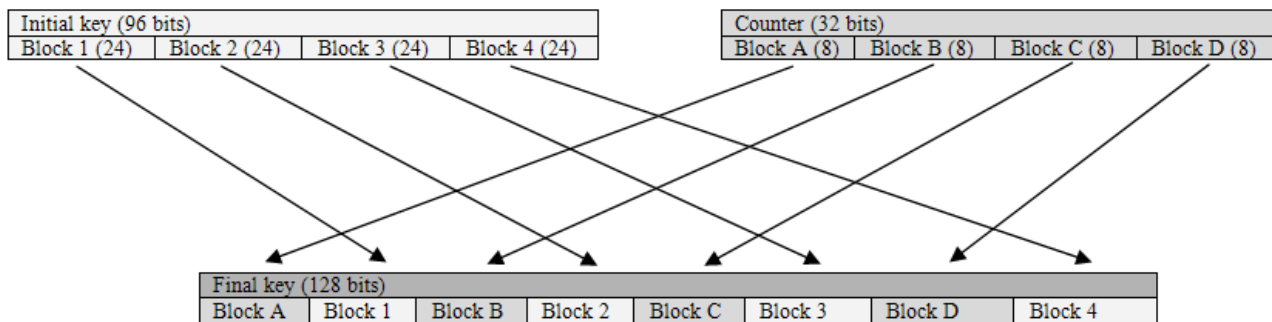 Initial key (96 bits)
Block 1 (24) Block 2 (24) Block 3 (24) Block 4 (24)
Counter (32 bits)
Block A (8) Block B (8) Block C (8) Block D (8)
Final key (128 bits)
Block A Block 1 Block B Block 2 Block C Block 3 Block D Block 4